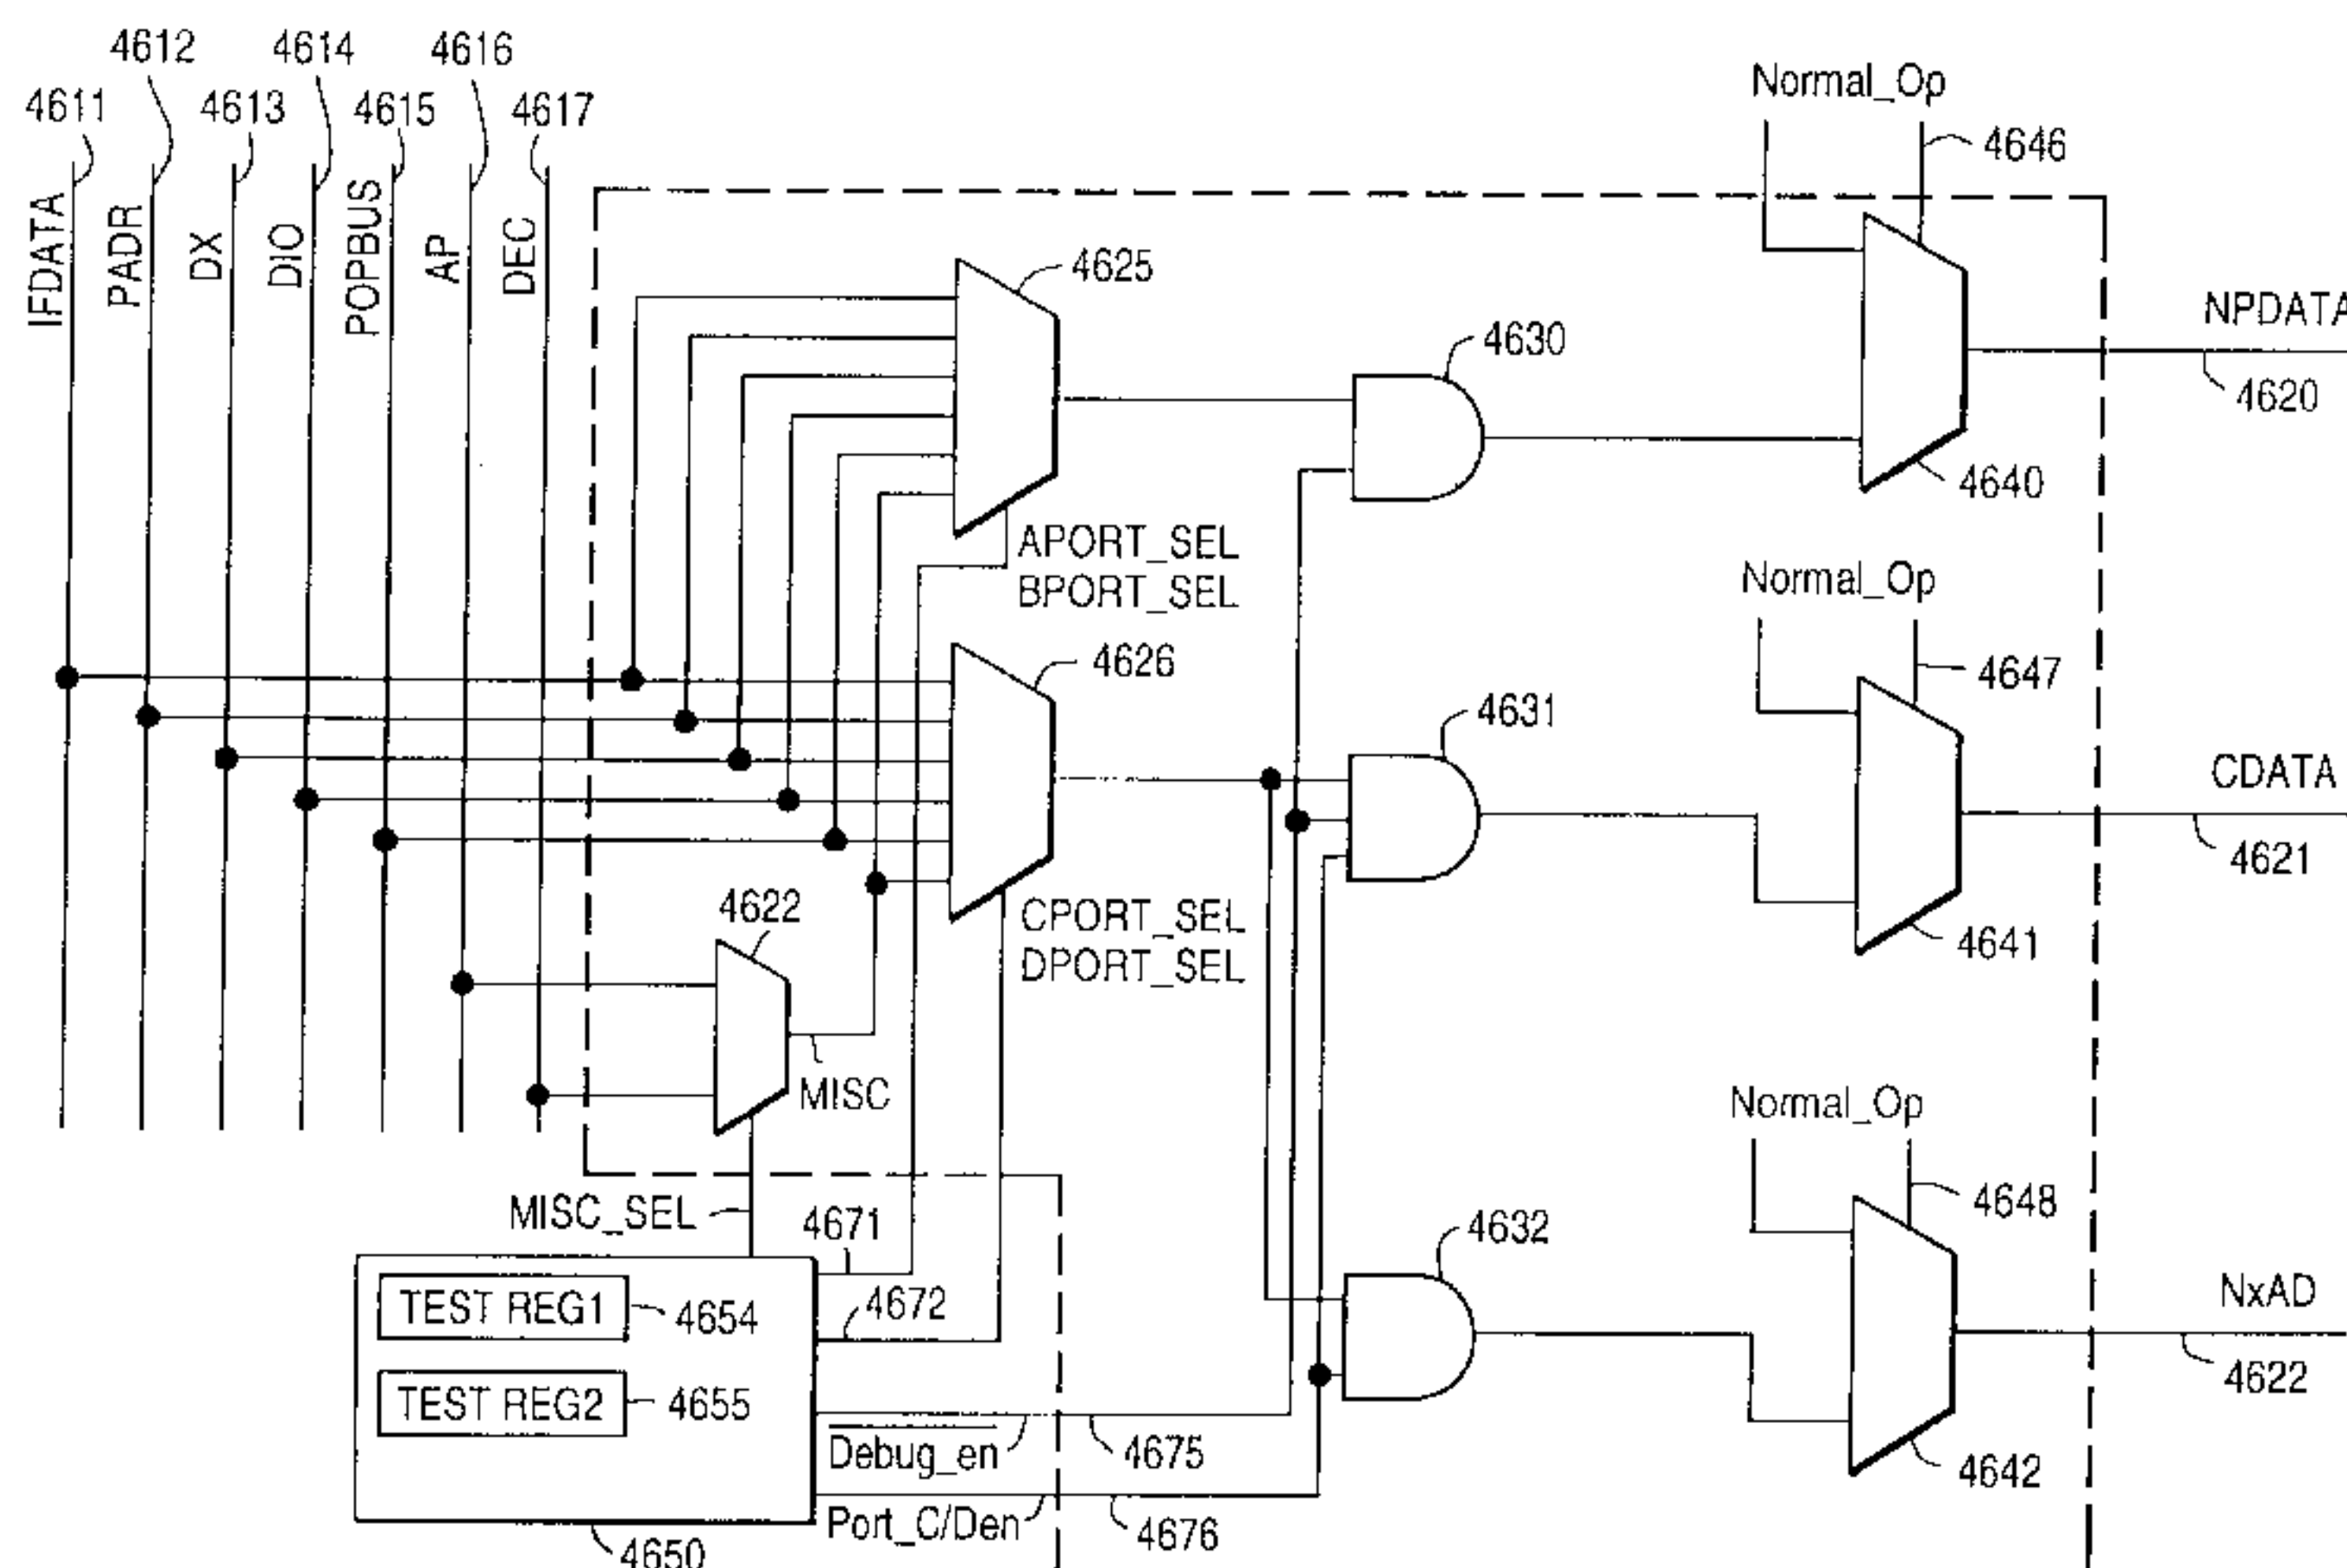 4612
4614
4616
4611
4613
4615
4617
IFDATA
PADR
DX
DIO
POPBUS
AP
DEC
Normal_Op
4646
4625
4630
NPDATA
4620
4640
APORT_SEL
BPORT_SEL
Normal_Op
4626
4647
4631
CDATA
4621
4622
CPORT_SEL
DPORT_SEL
4641
MISC
Normal_Op
MISC_SEL
4671
4648
4632
TEST REG1
4654
4672
NxAD
4622
TEST REG2
4655
Debug_en
4675
4642
Port_C/Den
4676
4650